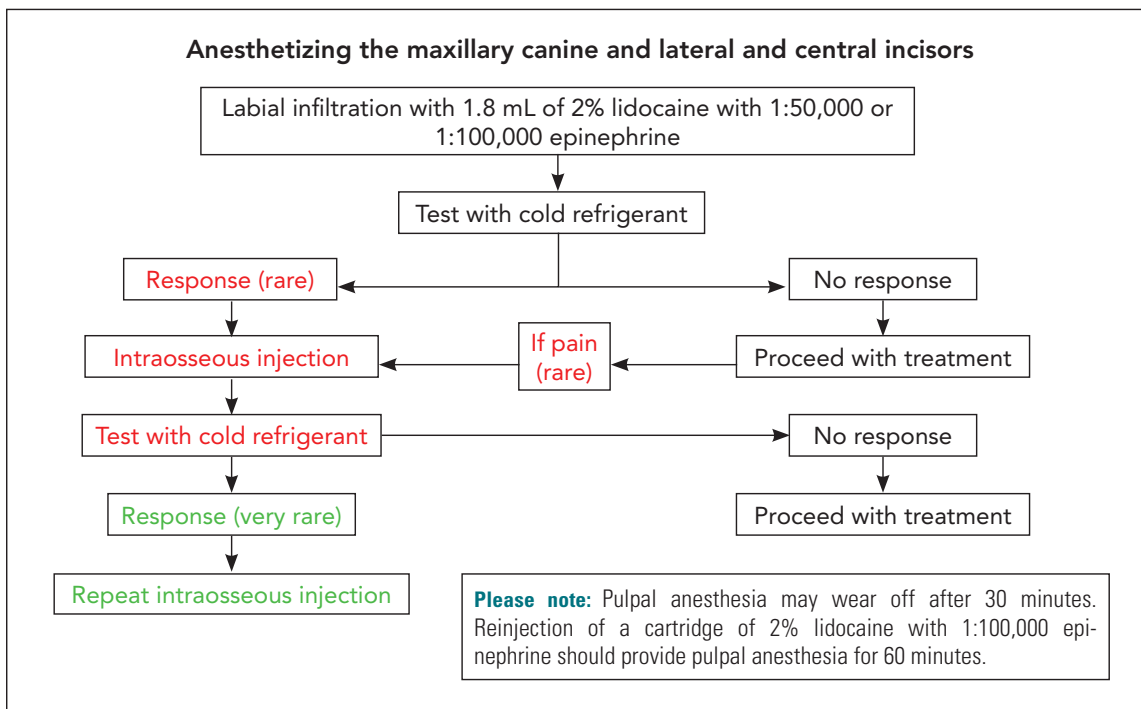 Anesthetizing the maxillary canine and lateral and central incisors
Labial infiltration with 1.8 mL of 2% lidocaine with 1:50,000 or
1:100,000 epinephrine
Test with cold refrigerant
Response (rare)
No response
Intraosseous injection
If pain
(rare)
Proceed with treatment
Test with cold refrigerant
No response
Response (very rare)
Proceed with treatment
Repeat intraosseous injection
Please note: Pulpal anesthesia may wear off after 30 minutes.
Reinjection of a cartridge of 2% lidocaine with 1:100,000 epi-
nephrine should provide pulpal anesthesia for 60 minutes.